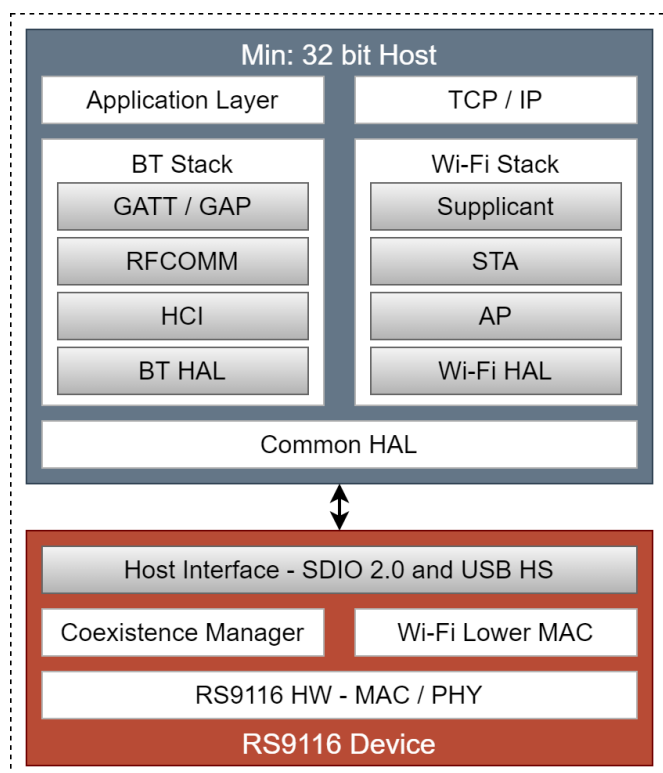 Min: 32 bit Host
Application Layer
TCP / IP
BT Stack
GATT / GAP
RFCOMM
HCI
BT HAL
Wi-Fi Stack
Supplicant
STA
AP
Wi-Fi HAL
Common HAL
Host Interface - SDIO 2.0 and USB HS
Coexistence Manager
Wi-Fi Lower MAC
RS9116 HW - MAC / PHY
RS9116 Device